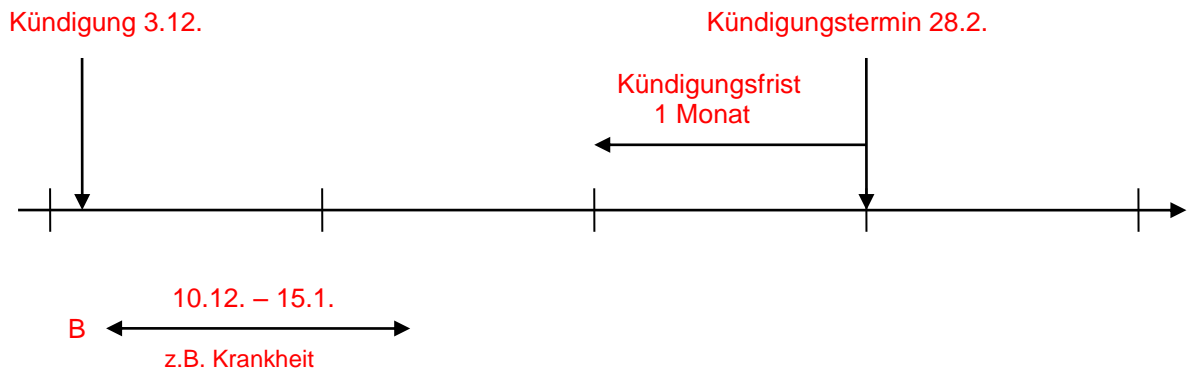 Kündigung 3.12.
Kündigungstermin 28.2.
Kündigungsfrist
1 Monat
10.12. – 15.1.
B
z.B. Krankheit